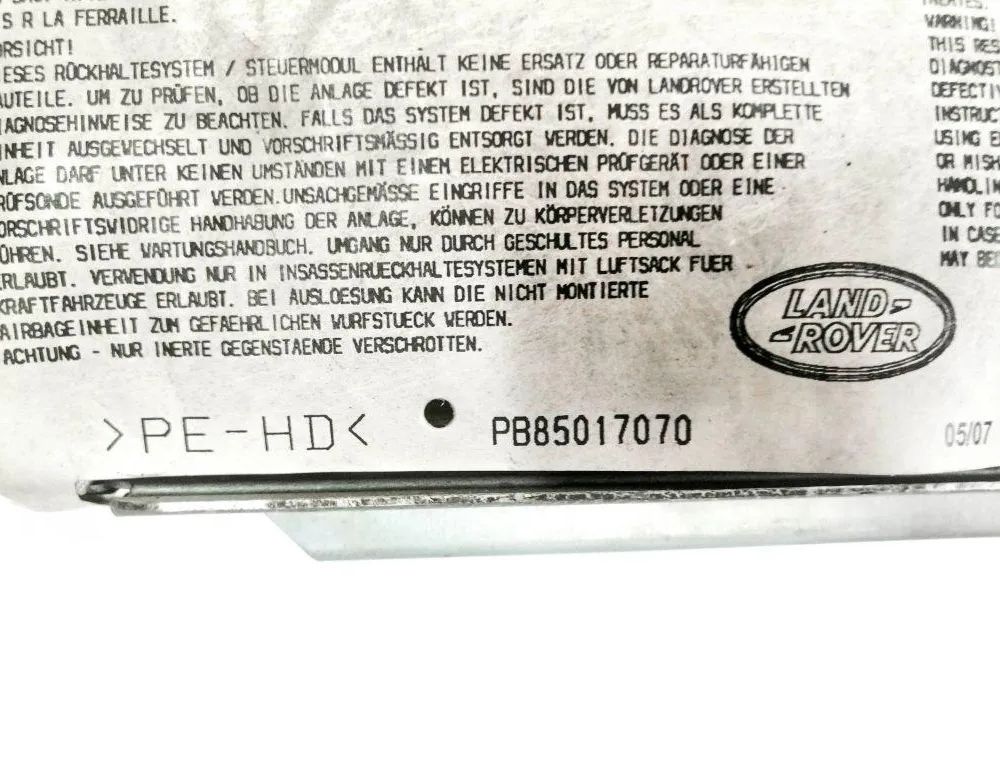 S R LA FERRAILLE.
ORSICHT!
IESES RÖCKHALTESYSTEM / STEUERMODUL ENTHÄLT KEINE ERSATZ ODER REPARATURFÄHIGEN
AUTEILE. UM ZU PRÜFEN, OB DIE ANLAGE DEFEKT IST, SIND DIE VON LANDROVER ERSTELLTEN
IAGNOSEHINWEISE ZU BEACHTEN. FALLS DAS SYSTEM DEFEKT IST, MUSS ES ALS KOMPLETTE
INHEIT AUSGEWECHSELT UND VORSCHRIFTSMÄSSIG ENTSORGT WERDEN. DIE DIAGNOSE DER
NLAGE DARF UNTER KEINEN UMSTÄNDEN MIT EINEM ELEKTRISCHEN PRÜFGERÄT ODER EINER
RÜFSONDE AUSGEFÜHRT WERDEN.UNSACHGEMÄSSE EINGRIFFE IN DAS SYSTEM ODER EINE
ORSCHRIFTSWIDRIGE HANDHABUNG DER ANLAGE, KÖNNEN ZU KÖRPERVERLETZUNGEN
ÜHREN. SIEHE WARTUNGSHANDBUCH. UMGANG NUR DURCH GESCHULTES PERSONAL
ERLAUBT. VERWENDUNG NUR IN INSASSENRUECKHALTESYSTEMEN MIT LUFTSACK FUER
KRAFTFAHRZEUGE ERLAUBT. BEI AUSLOESUNG KANN DIE NICHT MONTIERTE
AIRBAGEINHEIT ZUM GEFAEHRLICHEN WURFSTUECK WERDEN.
ACHTUNG - NUR INERTE GEGENSTAENDE VERSCHROTTEN.
WARNING!
THIS RES
DIAGNOST
DEFECTIV
INSTRUC
USING E
OR MISH
HANDLIN
ONLY FO
IN CASE
MAY BEC
LAND
ROVER
>PE-HD<
PB85017070
05/07